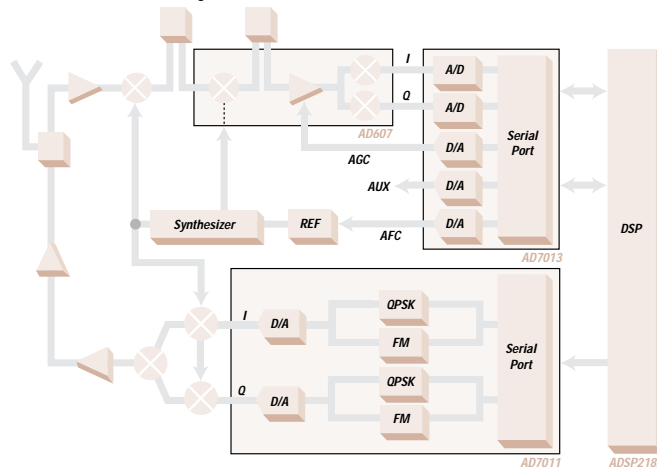 I
A/D
Q
A/D
AD607
Serial
Port
AGC
D/A
AUX
D/A
DSP
Synthesizer
REF
AFC
D/A
AD7013
I
D/A
QPSK
FM
Serial
Port
Q
D/A
QPSK
FM
AD7011
ADSP218